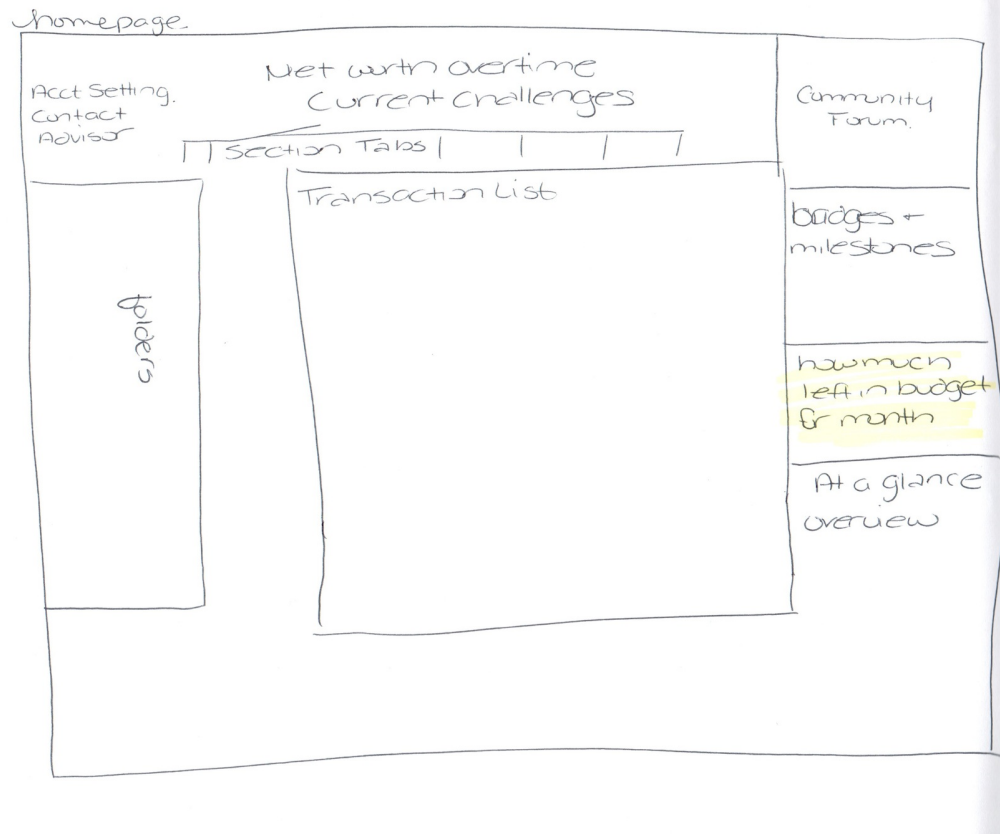 homepage
Acct Setting.
Contact
Advisor
Net worth overtime
Current Challenges
Section Tabs
Community
Forum.
folders
Transaction List
badges +
milestones
how much
left in budget
for month
At a glance
overview